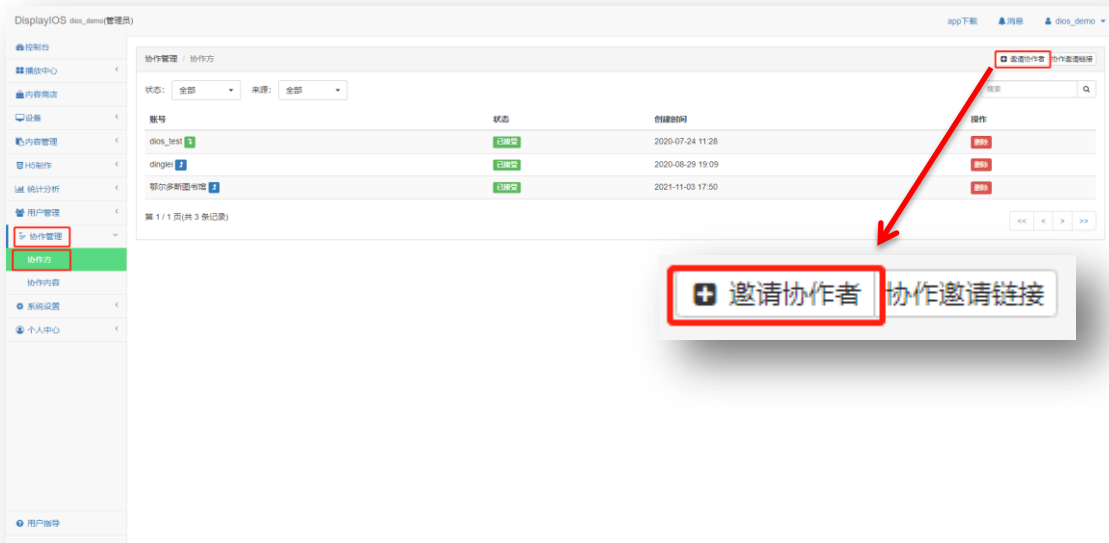 DisplayIOS dios_demo(管理员)
app下载 消息 dios_demo
控制台
播放中心
内容商店
设备
内容管理
H5制作
统计分析
用户管理
协作管理
协作方
协作内容
系统设置
个人中心
用户指导
协作管理 / 协作方
邀请协作者 协作邀请链接
状态: 全部 来源: 全部 搜索
账号 状态 创建时间 操作
dios_test 已接受 2020-07-24 11:28 删除
dinglei 已接受 2020-08-29 19:09 删除
鄂尔多斯图书馆 已接受 2021-11-03 17:50 删除
第 1 / 1 页(共 3 条记录)
<< < > >>
邀请协作者 协作邀请链接